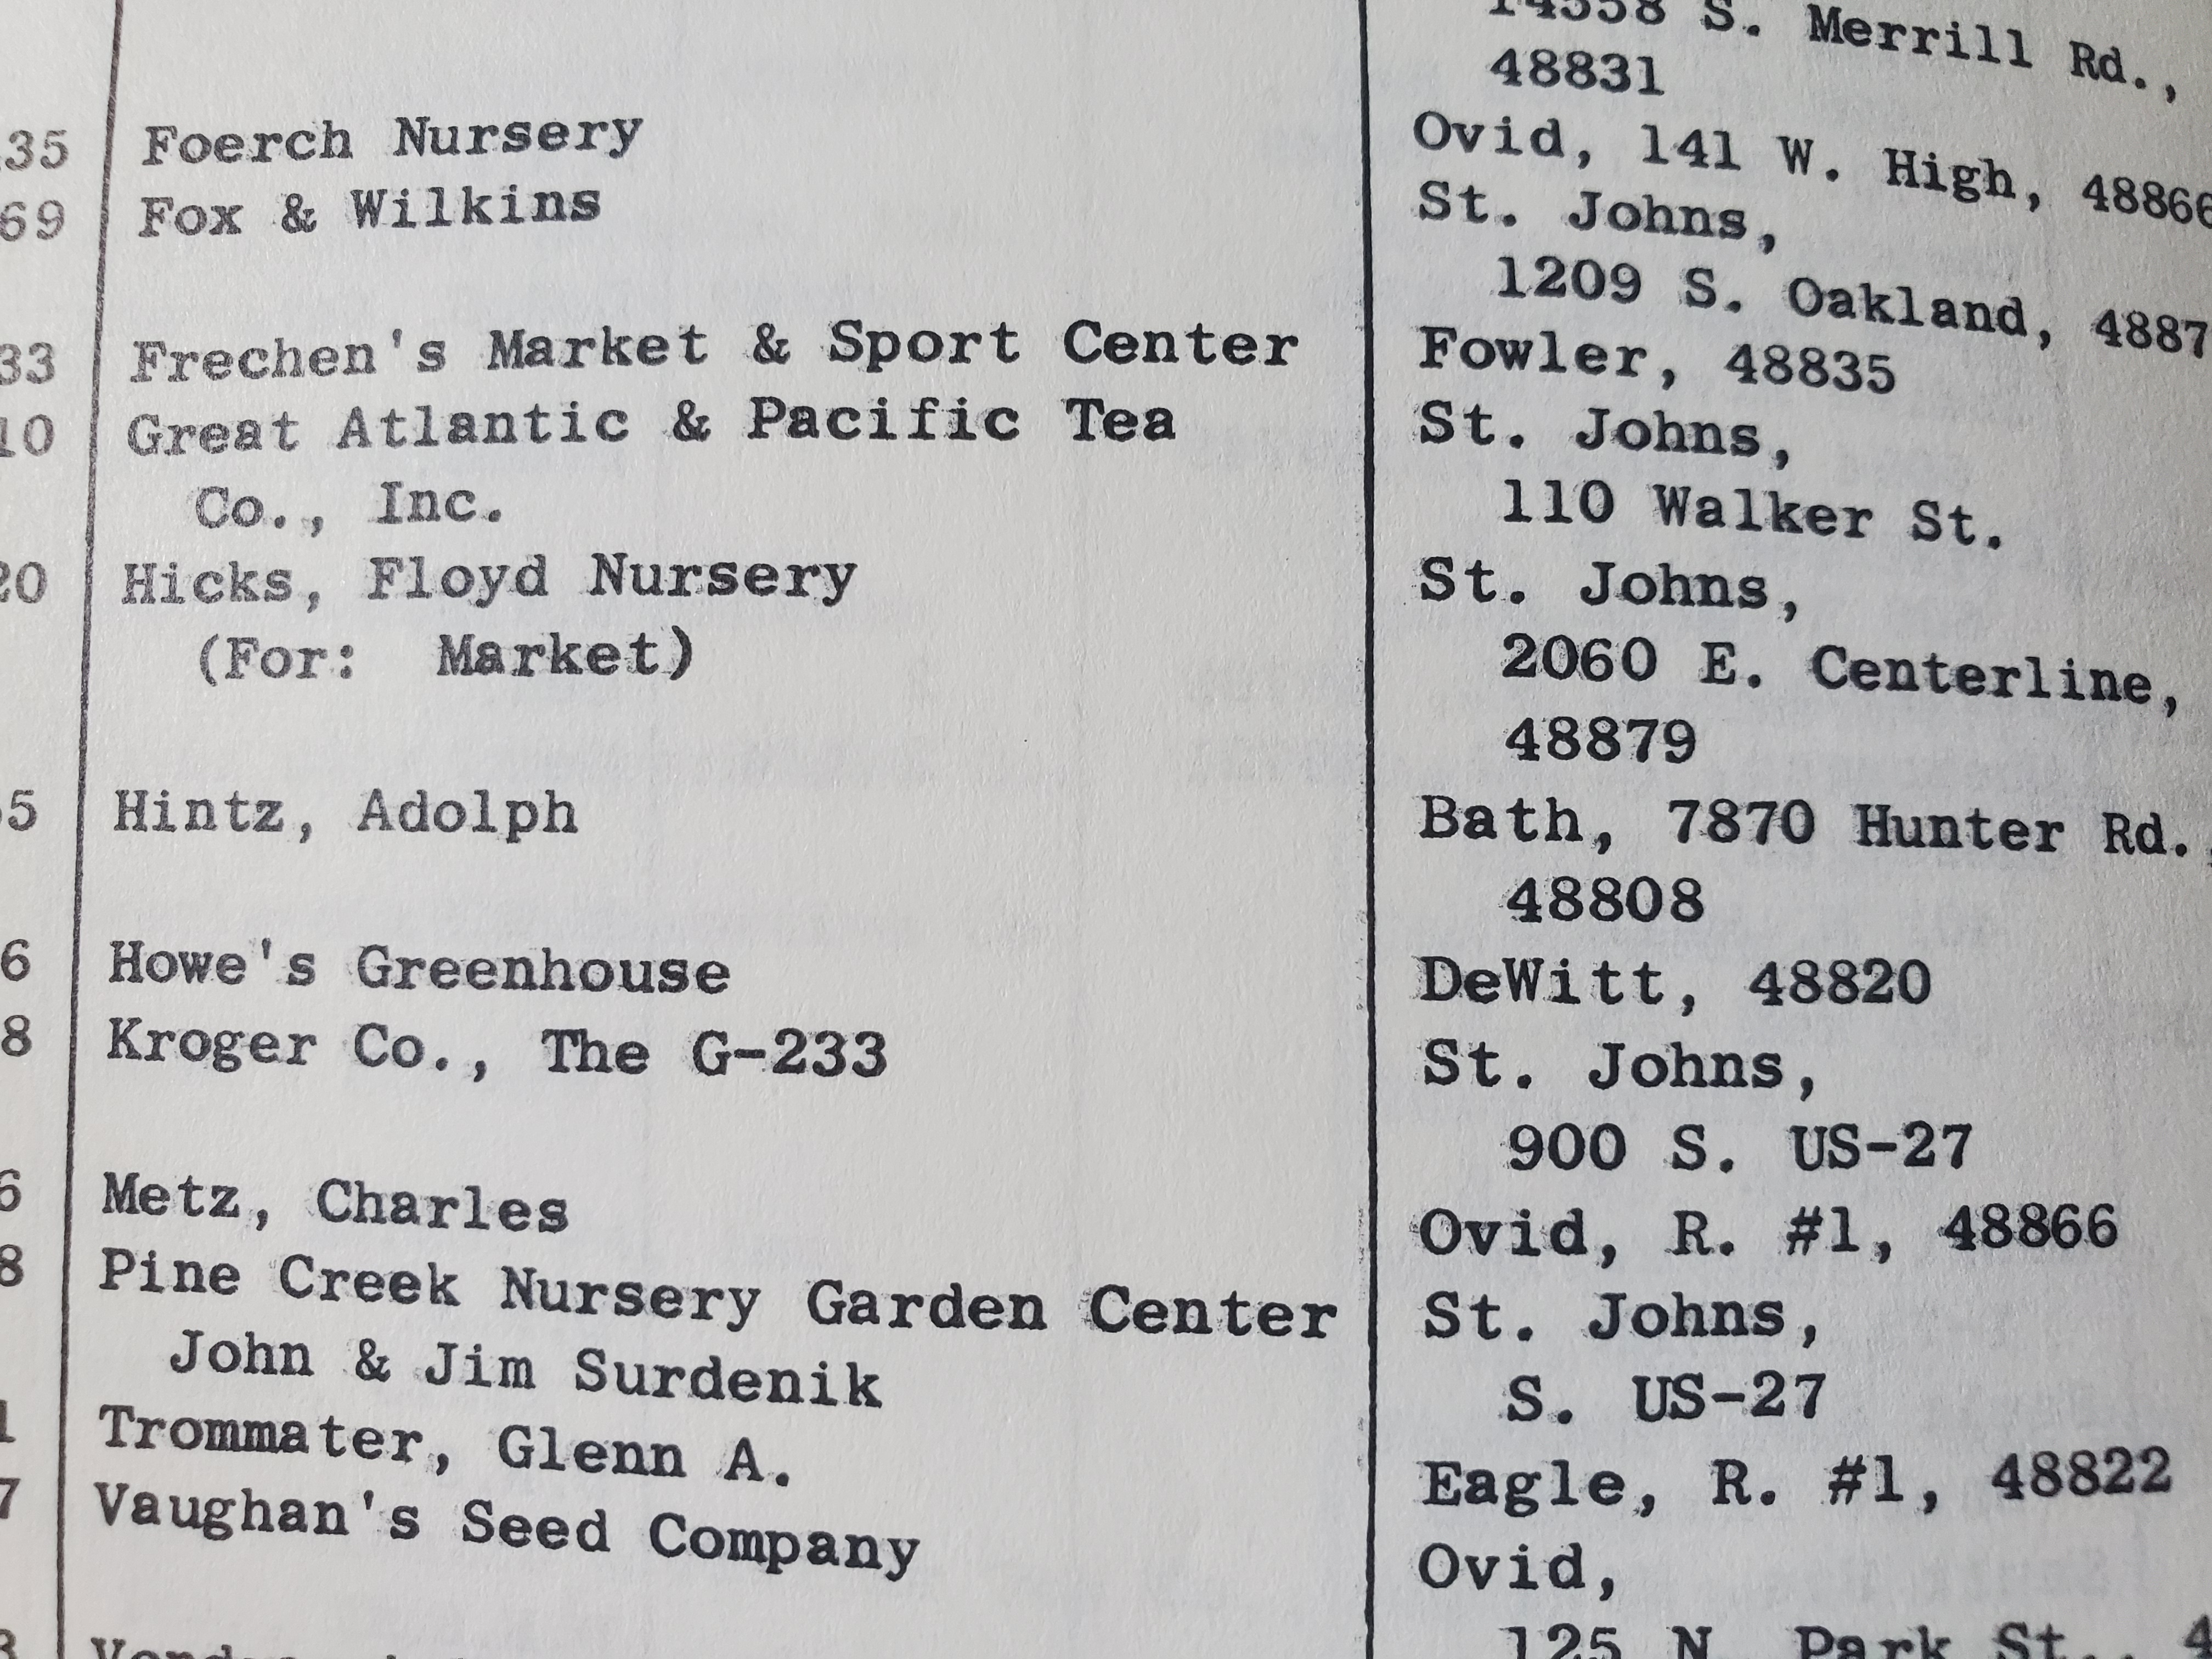 S. Merrill Rd.,
48831
35 Foerch Nursery Ovid, 141 W. High, 48866
69 Fox & Wilkins St. Johns,
1209 S. Oakland, 4887
33 Frechen's Market & Sport Center Fowler, 48835
10 Great Atlantic & Pacific Tea St. Johns,
Co., Inc. 110 Walker St.
20 Hicks, Floyd Nursery St. Johns,
(For: Market) 2060 E. Centerline,
48879
5 Hintz, Adolph Bath, 7870 Hunter Rd.,
48808
6 Howe's Greenhouse DeWitt, 48820
8 Kroger Co., The G-233 St. Johns,
900 S. US-27
6 Metz, Charles Ovid, R. #1, 48866
8 Pine Creek Nursery Garden Center St. Johns,
John & Jim Surdenik S. US-27
1 Trommater, Glenn A. Eagle, R. #1, 48822
7 Vaughan's Seed Company Ovid,
125 N. Park St., 4